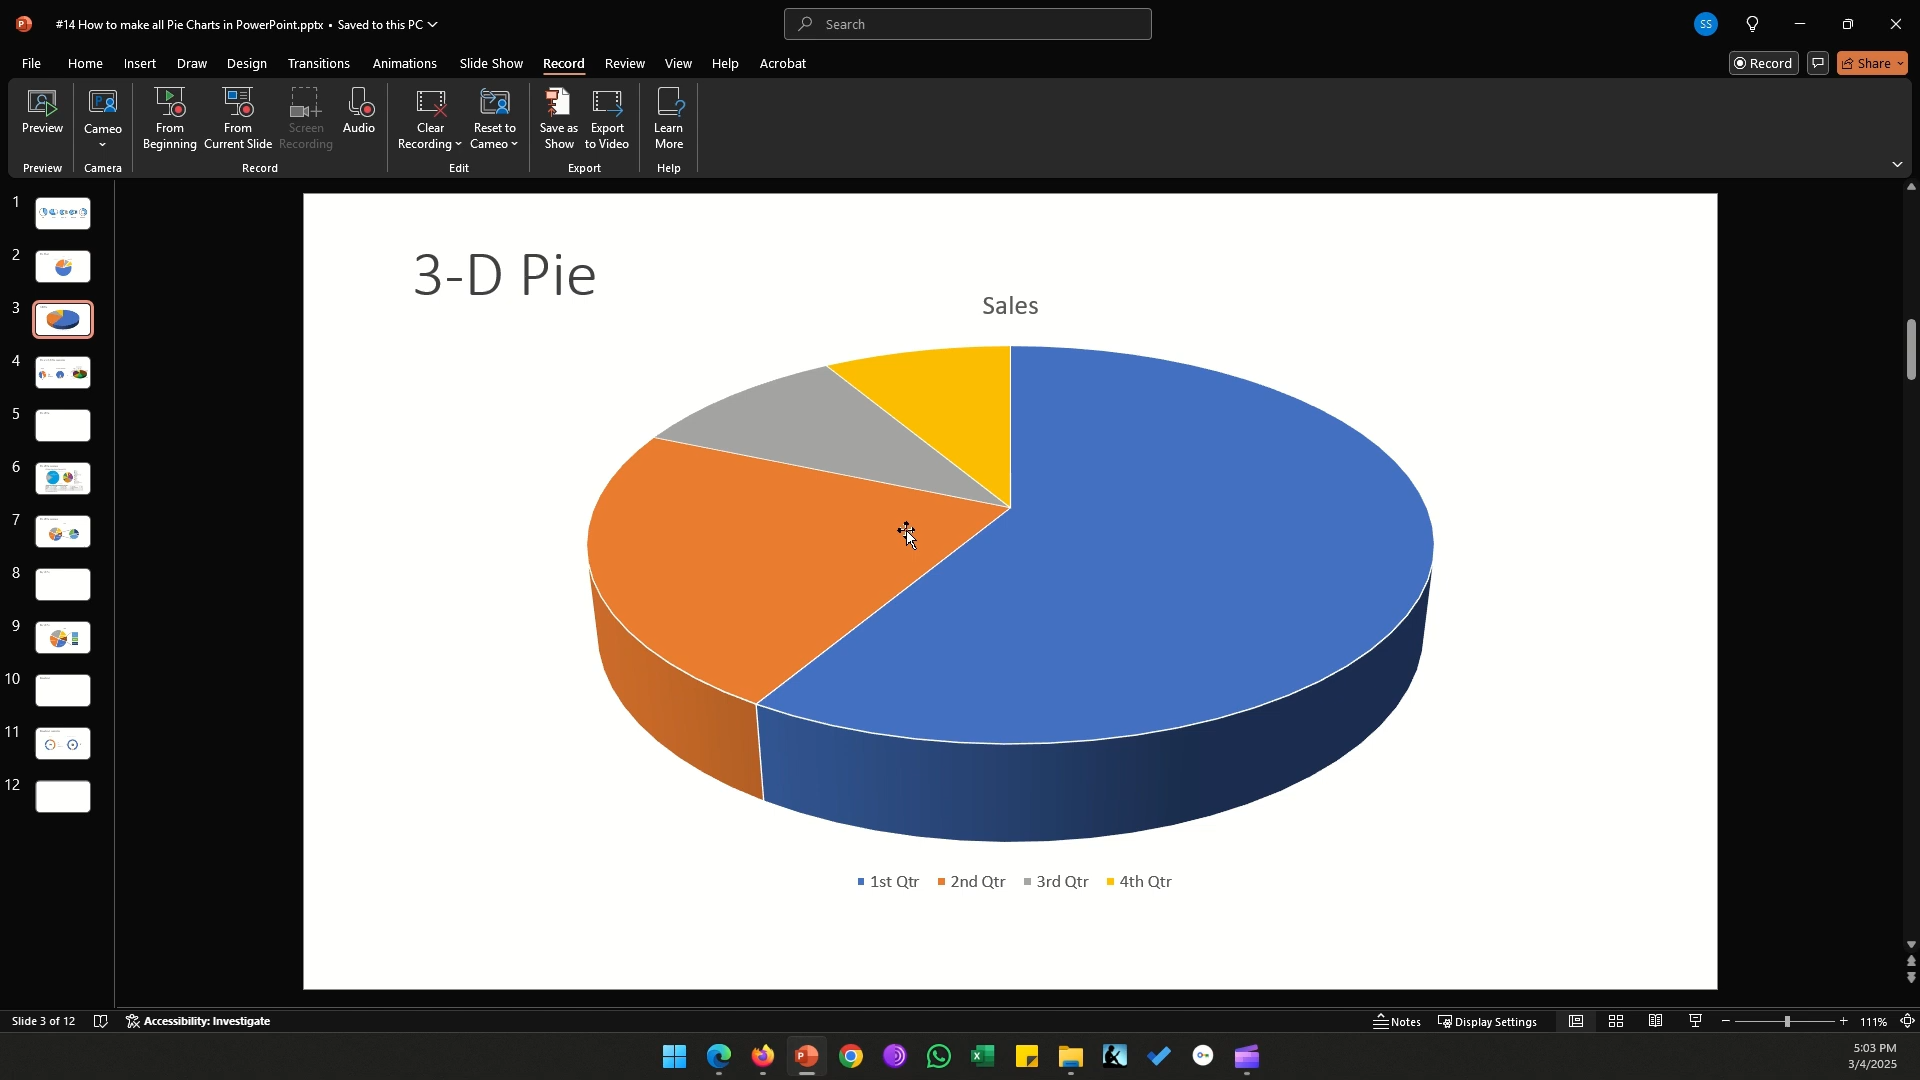 #14 How to make all Pie Charts in PowerPoint.pptx • Saved to this PC
Search
SS
File Home Insert Draw Design Transitions Animations Slide Show Record Review View Help Acrobat
Record
Share
Preview
Cameo
From Beginning
From Current Slide
Screen Recording
Audio
Clear Recording
Reset to Cameo
Save as Show
Export to Video
Learn More
Preview
Camera
Record
Edit
Export
Help
1
2
3
4
5
6
7
8
9
10
11
12
3-D Pie
Sales
1st Qtr 2nd Qtr 3rd Qtr 4th Qtr
Slide 3 of 12
Accessibility: Investigate
Notes
Display Settings
111%
5:03 PM
3/4/2025